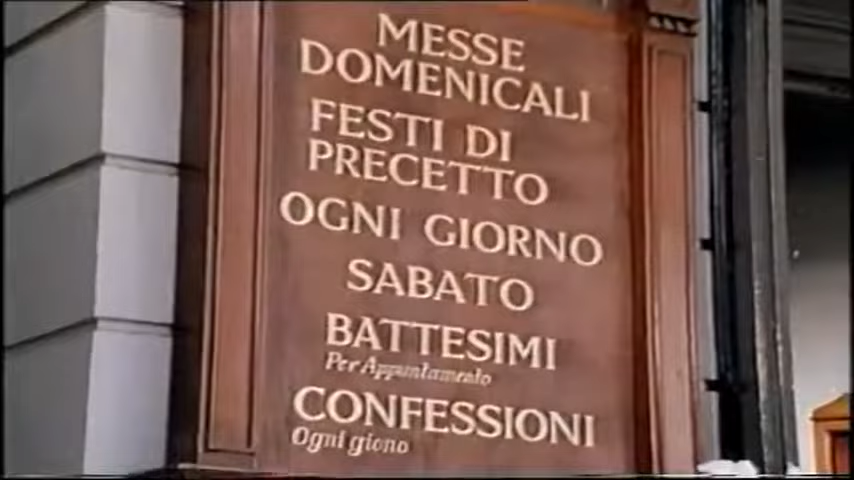 MESSE
DOMENICALI
FESTI DI
PRECETTO
OGNI GIORNO
SABATO
BATTESIMI
Per Appuntamento
CONFESSIONI
Ogni giono